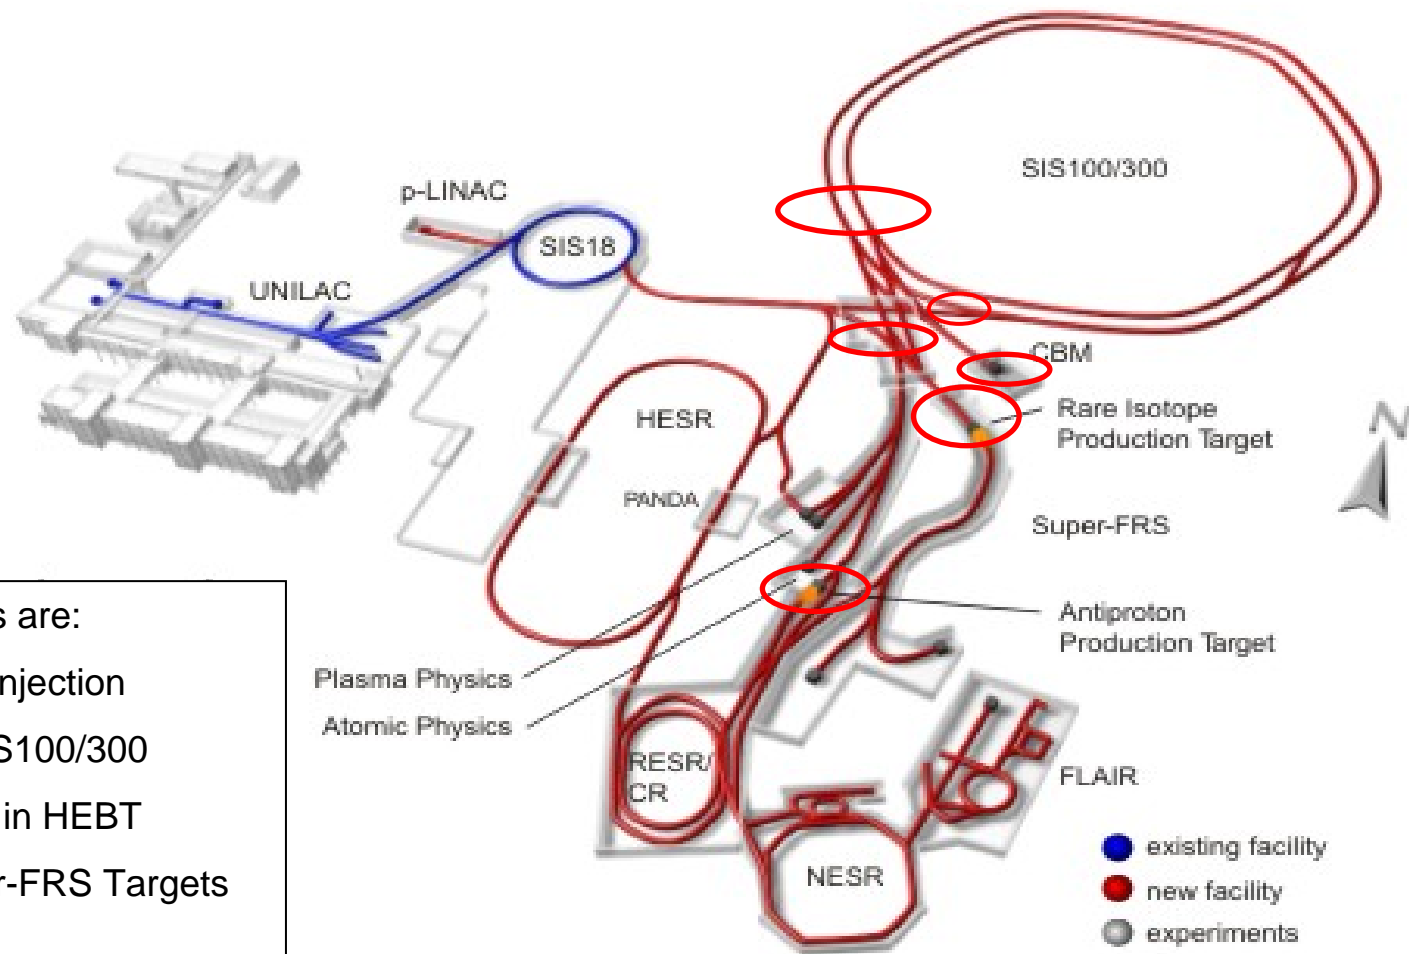 SIS100/300
p-LINAC
SIS18
UNILAC
CBM
Rare Isotope
Production Target
HESR
N
PANDA
Super-FRS
s are:
Antiproton
Production Target
njection
Plasma Physics
Atomic Physics
S100/300
RESR/
CR
FLAIR
in HEBT
existing facility
NESR
r-FRS Targets
new facility
experiments